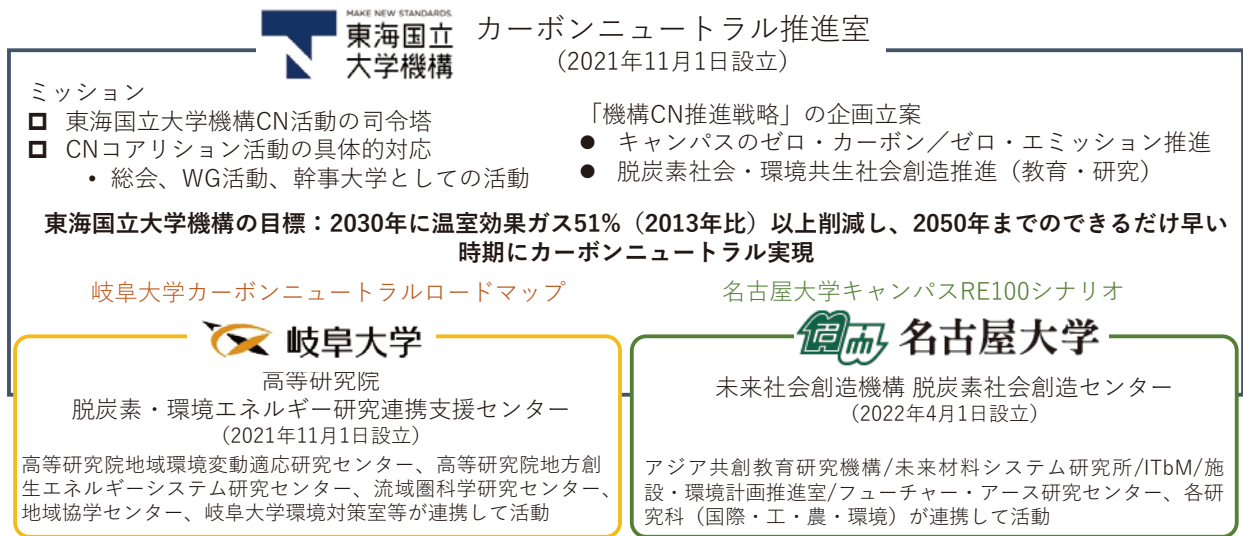 MAKE NEW STANDARDS.
東海国立
大学機構
カーボンニュートラル推進室
(2021年11月1日設立)
ミッション
東海国立大学機構CN活動の司令塔
CNコアリション活動の具体的対応
• 総会、WG活動、幹事大学としての活動
「機構CN推進戦略」の企画立案
● キャンパスのゼロ・カーボン／ゼロ・エミッション推進
● 脱炭素社会・環境共生社会創造推進（教育・研究）
東海国立大学機構の目標：2030年に温室効果ガス51%（2013年比）以上削減し、2050年までのできるだけ早い
時期にカーボンニュートラル実現
岐阜大学カーボンニュートラルロードマップ
岐阜大学
高等研究院
脱炭素・環境エネルギー研究連携支援センター
(2021年11月1日設立)
高等研究院地域環境変動適応研究センター、高等研究院地方創
生エネルギーシステム研究センター、流域圏科学研究センター、
地域協学センター、岐阜大学環境対策室等が連携して活動
名古屋大学キャンパスRE100シナリオ
名大
名古屋大学
未来社会創造機構 脱炭素社会創造センター
(2022年4月1日設立)
アジア共創教育研究機構/未来材料システム研究所/ITbM/施
設・環境計画推進室/フューチャー・アース研究センター、各研
究科（国際・工・農・環境）が連携して活動